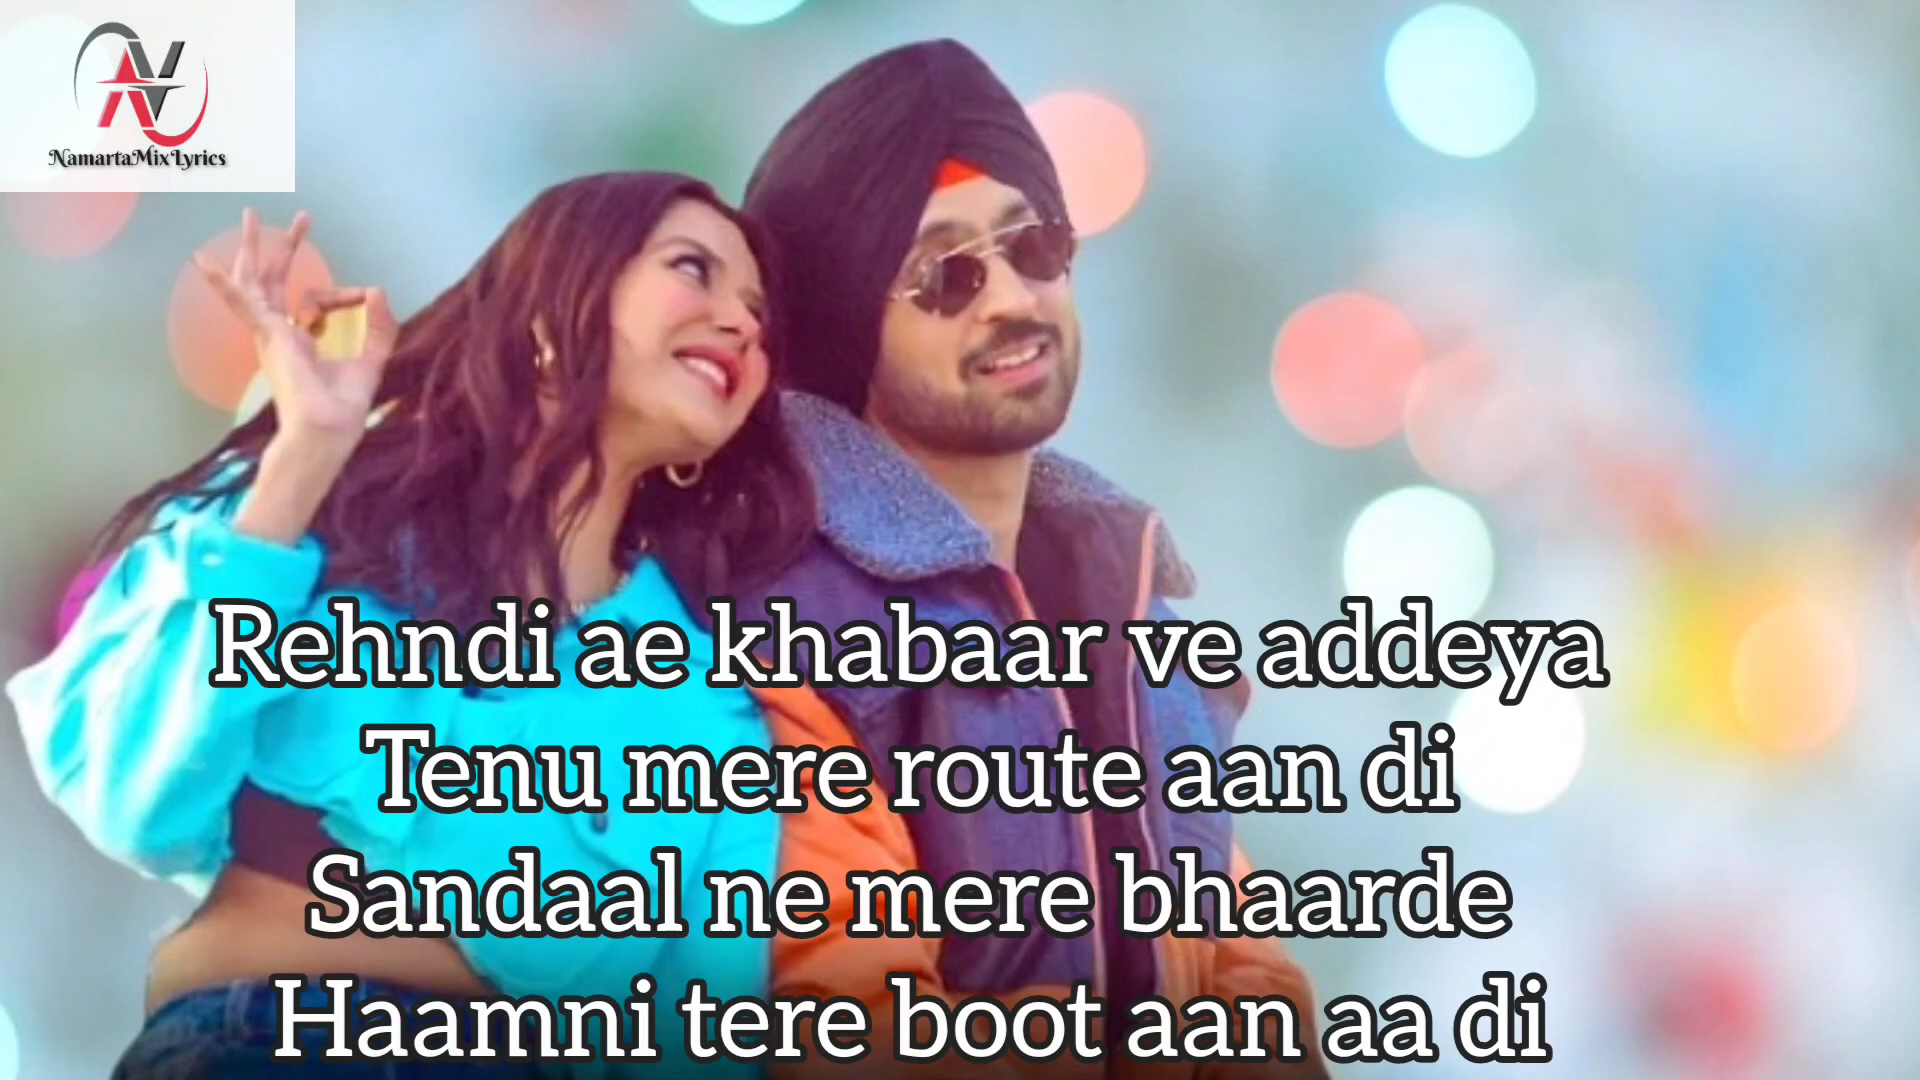 NamartaMixLyrics
Rehndi ae khabaar ve addeya
Tenu mere route aan di
Sandaal ne mere bhaarde
Haamni tere boot aan aa di